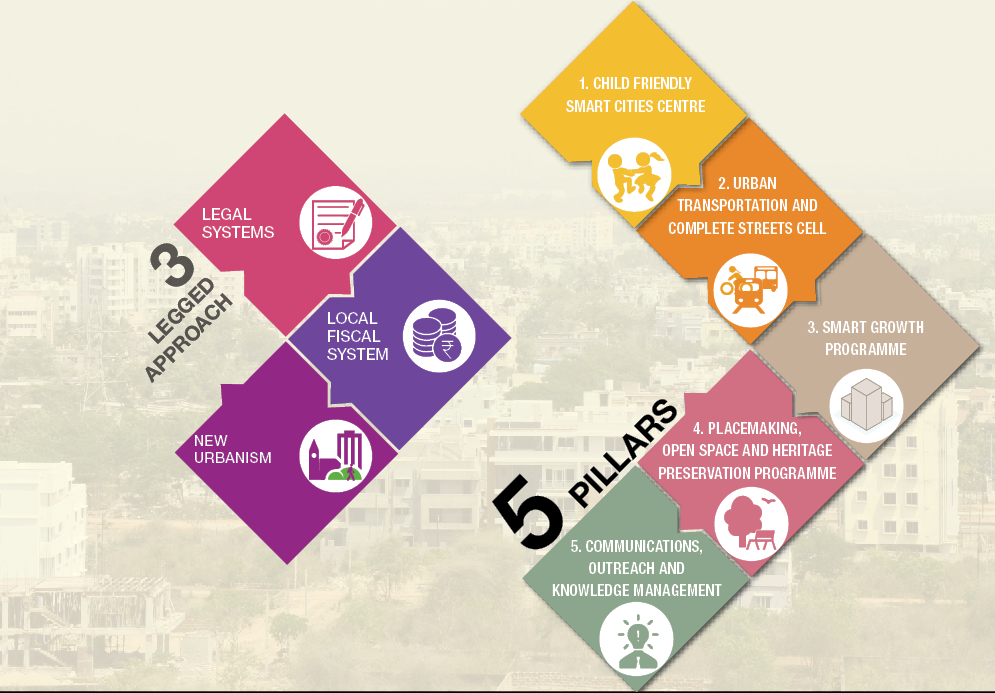 3
LEGGED
APPROACH
LEGAL
SYSTEMS
LOCAL
FISCAL
SYSTEM
₹
NEW
URBANISM
5 PILLARS
1. CHILD FRIENDLY
SMART CITIES CENTRE
2. URBAN
TRANSPORTATION AND
COMPLETE STREETS CELL
3. SMART GROWTH
PROGRAMME
4. PLACEMAKING,
OPEN SPACE AND HERITAGE
PRESERVATION PROGRAMME
5. COMMUNICATIONS,
OUTREACH AND
KNOWLEDGE MANAGEMENT